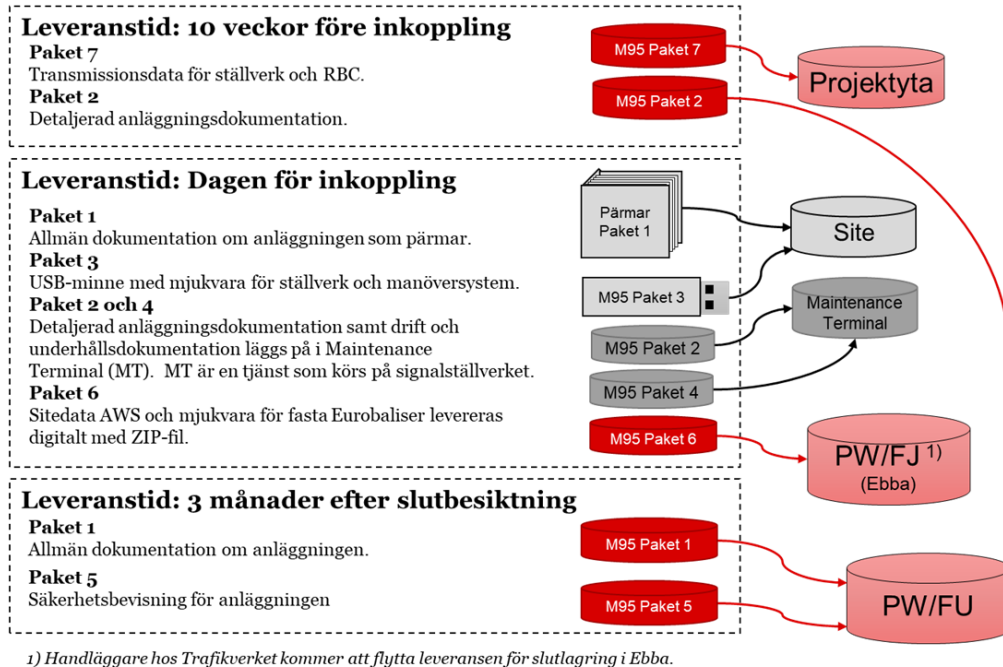 Leveranstid: 10 veckor före inkoppling
Paket 7
Transmissionsdata för ställverk och RBC.
Paket 2
Detaljerad anläggningsdokumentation.
M95 Paket 7
M95 Paket 2
Projektyta
Leveranstid: Dagen för inkoppling
Paket 1
Allmän dokumentation om anläggningen som pärmar.
Paket 3
USB-minne med mjukvara för ställverk och manöversystem.
Paket 2 och 4
Detaljerad anläggningsdokumentation samt drift och
underhållsdokumentation läggs på i Maintenance
Terminal (MT). MT är en tjänst som körs på signalställverket.
Paket 6
Sitedata AWS och mjukvara för fasta Eurobaliser levereras
digitalt med ZIP-fil.
Pärmar
Paket 1
M95 Paket 3
M95 Paket 2
M95 Paket 4
M95 Paket 6
Site
Maintenance
Terminal
PW/FJ 1)
(Ebba)
Leveranstid: 3 månader efter slutbesiktning
Paket 1
Allmän dokumentation om anläggningen.
Paket 5
Säkerhetsbevisning för anläggningen
M95 Paket 1
M95 Paket 5
PW/FU
1) Handläggare hos Trafikverket kommer att flytta leveransen för slutlagring i Ebba.